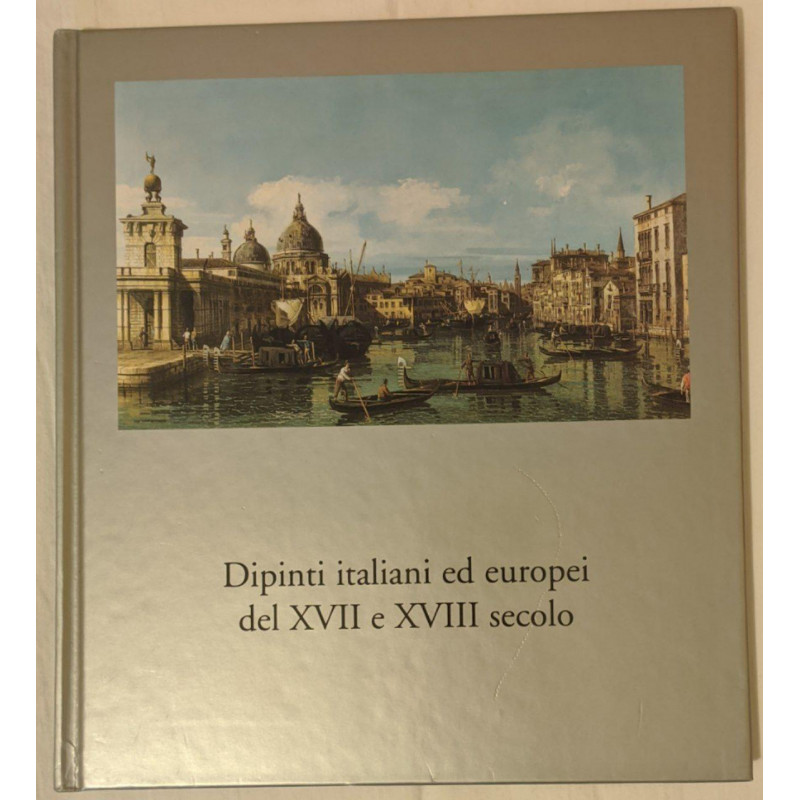 Dipinti italiani ed europei
del XVII e XVIII secolo